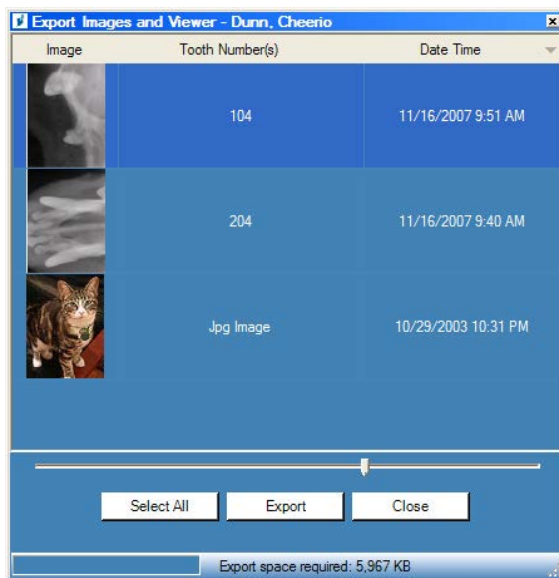 Export Images and Viewer - Dunn, Cheerio
Image Tooth Number(s) Date Time
104 11/16/2007 9:51 AM
204 11/16/2007 9:40 AM
Jpg Image 10/29/2003 10:31 PM
Select All Export Close
Export space required: 5,967 KB